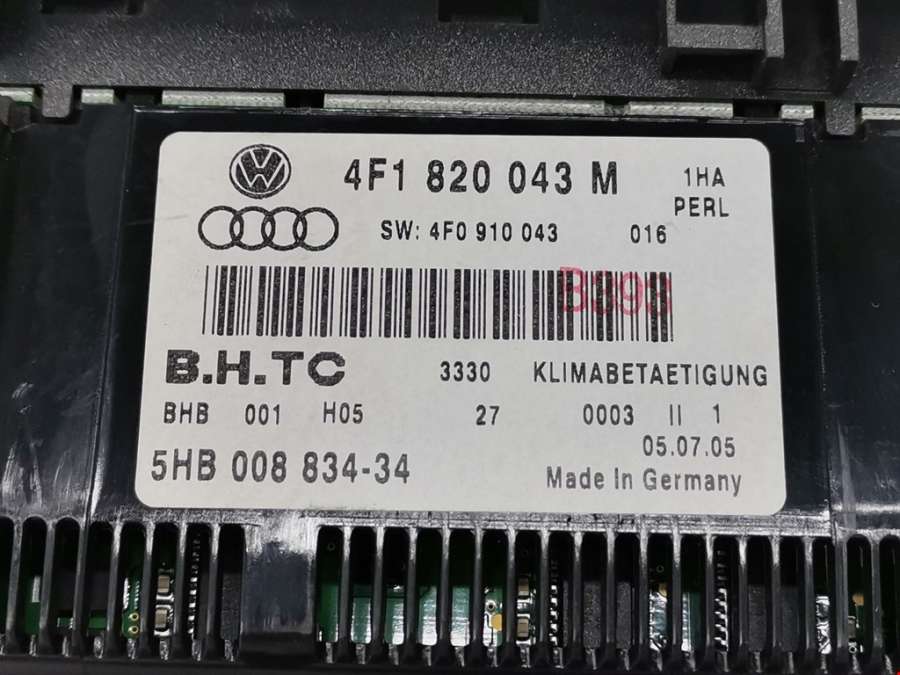 4F1 820 043 M
1HA
PERL
SW: 4F0 910 043
016
B393
B.H.TC
3330 KLIMABETAETIGUNG
BHB 001 H05 27 0003 II 1
05.07.05
5HB 008 834-34
Made In Germany